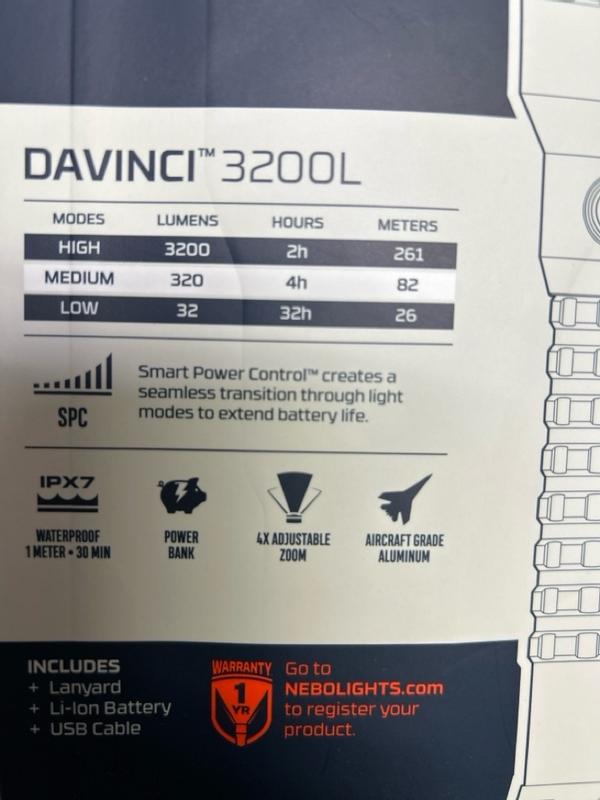 DAVINCI™ 3200L
MODES LUMENS HOURS METERS
HIGH 3200 2h 261
MEDIUM 320 4h 82
LOW 32 32h 26
Smart Power Control™ creates a
seamless transition through light
modes to extend battery life.
SPC
IPX7
WATERPROOF
1 METER • 30 MIN
POWER
BANK
4X ADJUSTABLE
ZOOM
AIRCRAFT GRADE
ALUMINUM
INCLUDES
+ Lanyard
+ Li-Ion Battery
+ USB Cable
WARRANTY
1
YR
Go to
NEBOLIGHTS.com
to register your
product.